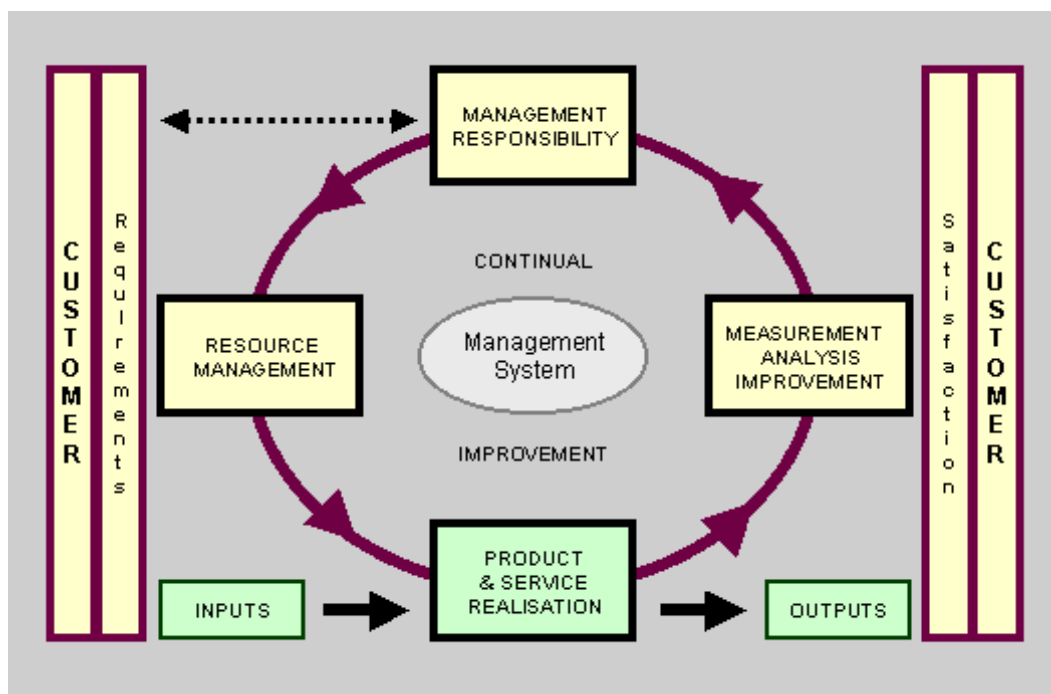 CUSTOMER
Requirements
MANAGEMENT
RESPONSIBILITY
CONTINUAL
RESOURCE
MANAGEMENT
Management
System
MEASUREMENT
ANALYSIS
IMPROVEMENT
IMPROVEMENT
INPUTS
PRODUCT
& SERVICE
REALISATION
OUTPUTS
Satisfaction
CUSTOMER